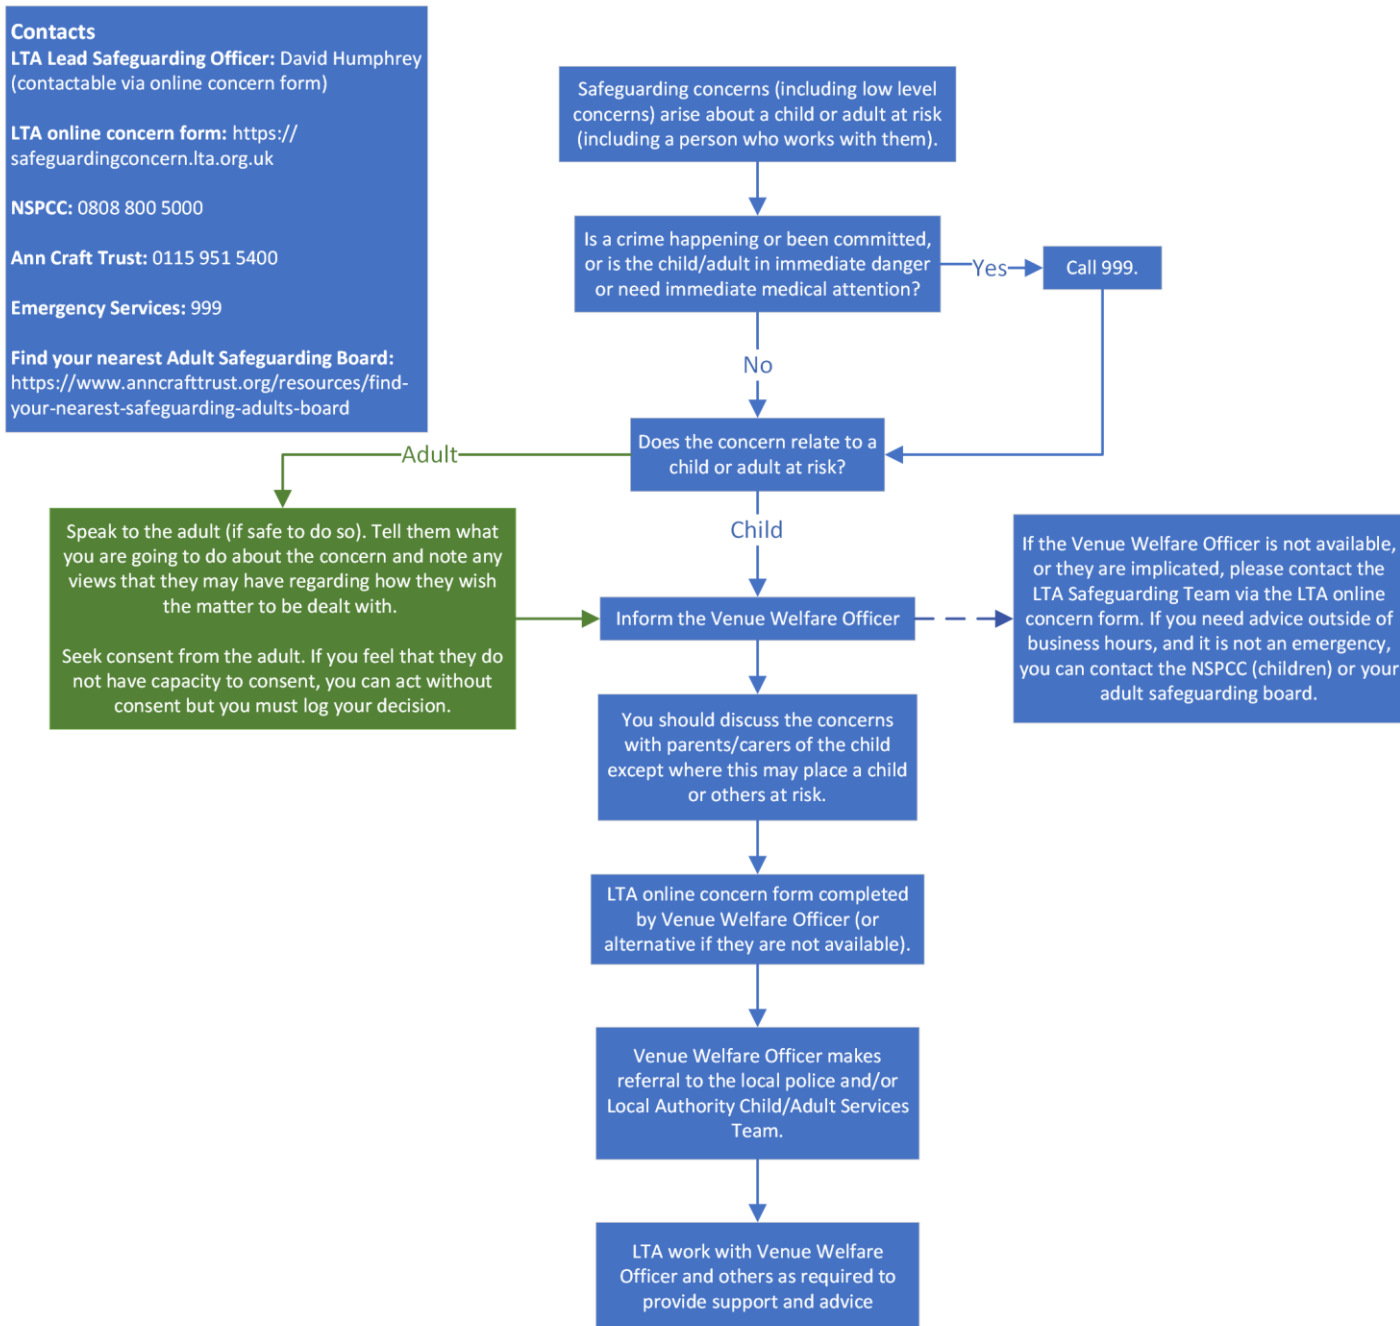 Contacts
LTA Lead Safeguarding Officer: David Humphrey
(contactable via online concern form)
LTA online concern form: https://
safeguardingconcern.lta.org.uk
NSPCC: 0808 800 5000
Ann Craft Trust: 0115 951 5400
Emergency Services: 999
Find your nearest Adult Safeguarding Board:
https://www.anncrafttrust.org/resources/find-
your-nearest-safeguarding-adults-board
Safeguarding concerns (including low level
concerns) arise about a child or adult at risk
(including a person who works with them).
Is a crime happening or been committed,
or is the child/adult in immediate danger
or need immediate medical attention?
Yes
Call 999.
No
Does the concern relate to a
child or adult at risk?
Adult
Speak to the adult (if safe to do so). Tell them what
you are going to do about the concern and note any
views that they may have regarding how they wish
the matter to be dealt with.
Seek consent from the adult. If you feel that they do
not have capacity to consent, you can act without
consent but you must log your decision.
Child
Inform the Venue Welfare Officer
If the Venue Welfare Officer is not available,
or they are implicated, please contact the
LTA Safeguarding Team via the LTA online
concern form. If you need advice outside of
business hours, and it is not an emergency,
you can contact the NSPCC (children) or your
adult safeguarding board.
You should discuss the concerns
with parents/carers of the child
except where this may place a child
or others at risk.
LTA online concern form completed
by Venue Welfare Officer (or
alternative if they are not available).
Venue Welfare Officer makes
referral to the local police and/or
Local Authority Child/Adult Services
Team.
LTA work with Venue Welfare
Officer and others as required to
provide support and advice